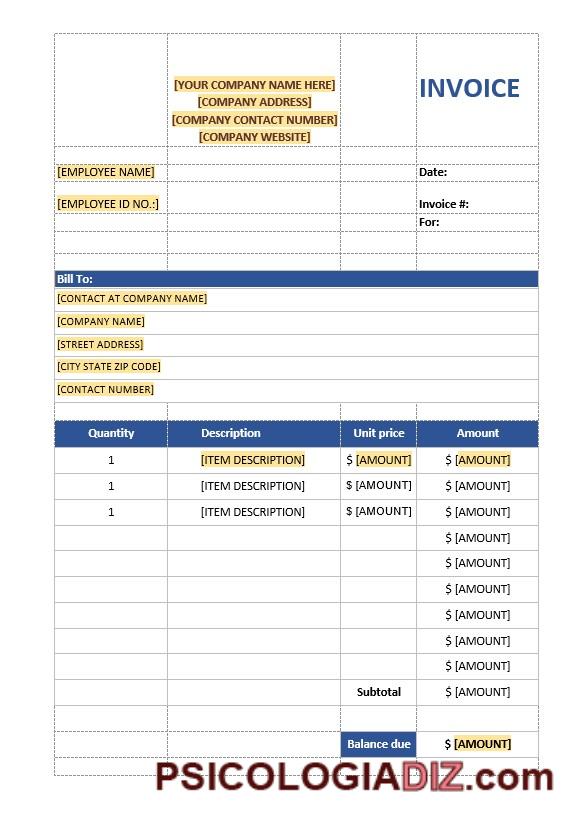 [YOUR COMPANY NAME HERE]
[COMPANY ADDRESS]
[COMPANY CONTACT NUMBER]
[COMPANY WEBSITE]
INVOICE
[EMPLOYEE NAME] Date:
[EMPLOYEE ID NO.:] Invoice #:
For:
Bill To:
[CONTACT AT COMPANY NAME]
[COMPANY NAME]
[STREET ADDRESS]
[CITY STATE ZIP CODE]
[CONTACT NUMBER]
Quantity Description Unit price Amount
1 [ITEM DESCRIPTION] $ [AMOUNT] $ [AMOUNT]
1 [ITEM DESCRIPTION] $ [AMOUNT] $ [AMOUNT]
1 [ITEM DESCRIPTION] $ [AMOUNT] $ [AMOUNT]
$ [AMOUNT]
$ [AMOUNT]
$ [AMOUNT]
$ [AMOUNT]
$ [AMOUNT]
$ [AMOUNT]
Subtotal $ [AMOUNT]
Balance due $ [AMOUNT]
PSICOLOGIADIZ.com